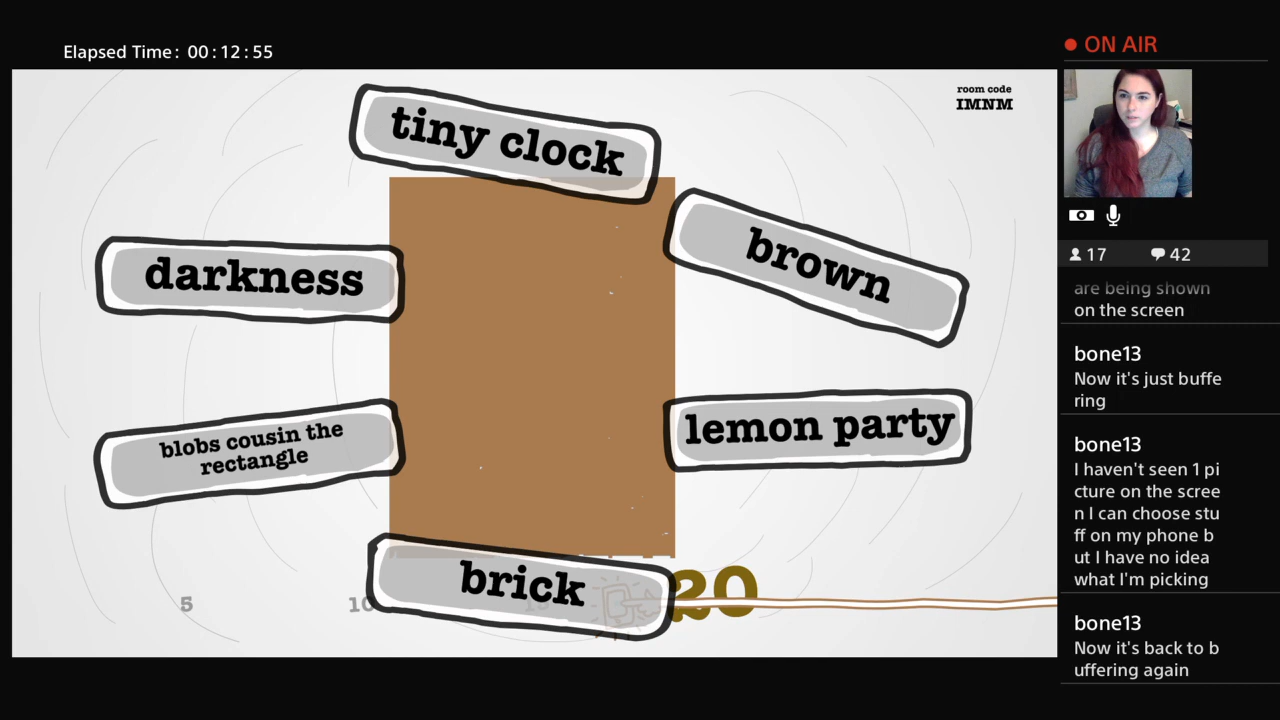 Elapsed Time: 00:12:55
ON AIR
room code
IMNM
tiny clock
brown
darkness
17 42
are being shown
on the screen
bone13
Now it's just buffe
ring
blobs cousin the
rectangle
lemon party
bone13
I haven't seen 1 pi
cture on the scree
n I can choose stu
ff on my phone b
ut I have no idea
what I'm picking
brick
5
10
20
bone13
Now it's back to b
uffering again